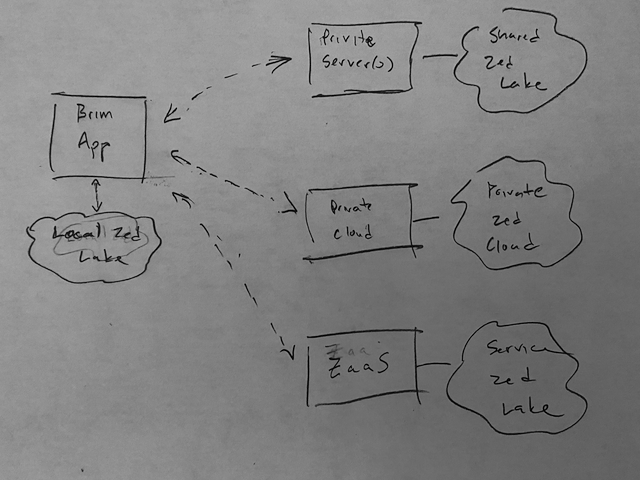 Brim
App
Local Zed
Lake
Private
Server(s)
Shared
Zed
Lake
Private
Cloud
Private
Zed
Cloud
ZaaS
Service
Zed
Lake